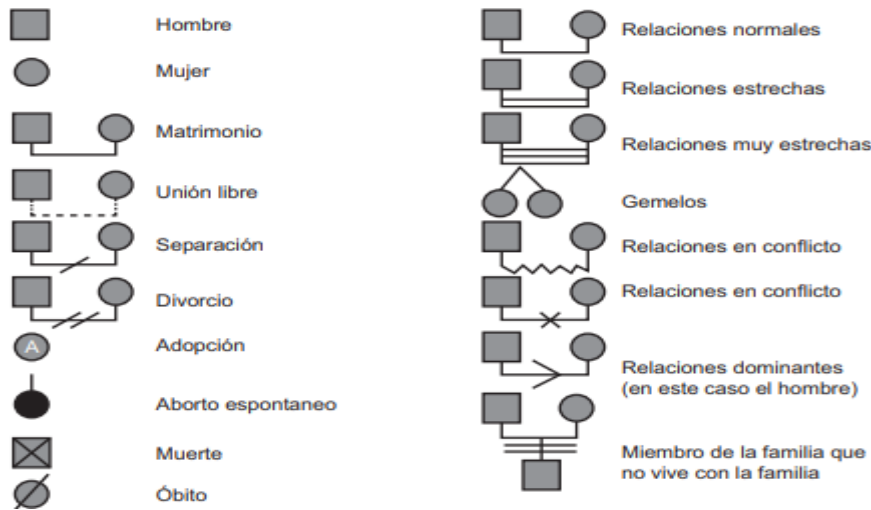 Hombre
Mujer
Matrimonio
Unión libre
Separación
Divorcio
A
Adopción
Aborto espontaneo
Muerte
Óbito
Relaciones normales
Relaciones estrechas
Relaciones muy estrechas
Gemelos
Relaciones en conflicto
Relaciones en conflicto
Relaciones dominantes
(en este caso el hombre)
Miembro de la familia que
no vive con la familia